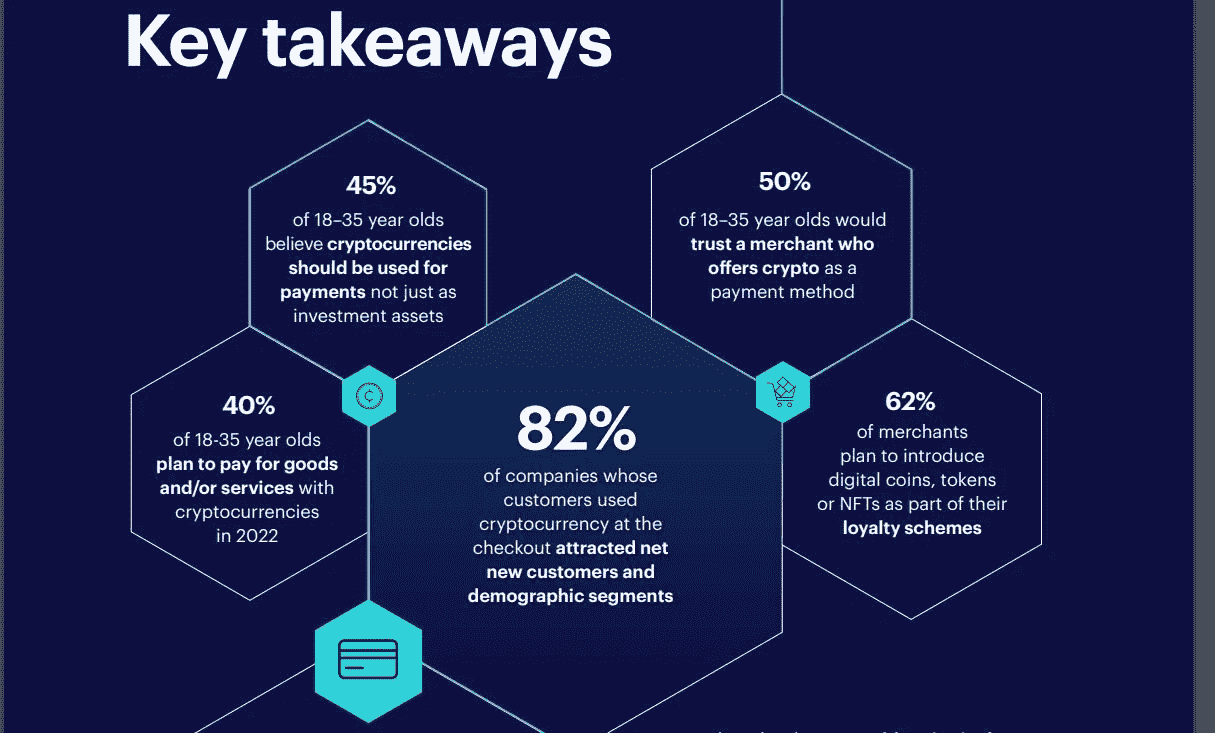 Key takeaways
45%
of 18–35 year olds
believe cryptocurrencies
should be used for
payments not just as
investment assets
50%
of 18–35 year olds would
trust a merchant who
offers crypto as a
payment method
40%
of 18-35 year olds
plan to pay for goods
and/or services with
cryptocurrencies
in 2022
82%
of companies whose
customers used
cryptocurrency at the
checkout attracted net
new customers and
demographic segments
62%
of merchants
plan to introduce
digital coins, tokens
or NFTs as part of their
loyalty schemes